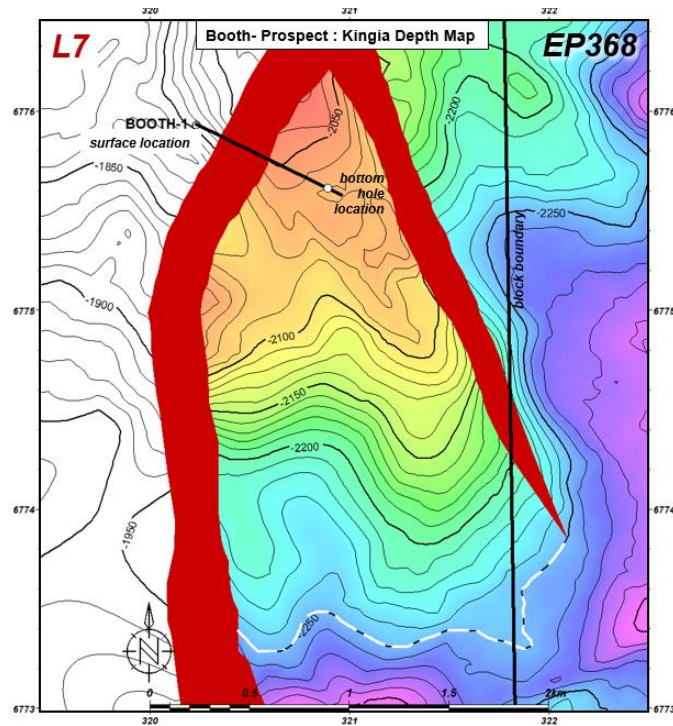 320
321
322
Booth- Prospect : Kingia Depth Map
L7
EP368
6776
6776
-2050
-2200
BOOTH-1
surface location
-1850
bottom
hole
location
-2250
block boundary
-1900
6775
6775
-2100
-2150
-2200
6774
6774
-1950
-2250
N
0
0.5
1
1.5
2km
6773
6773
320
321
322